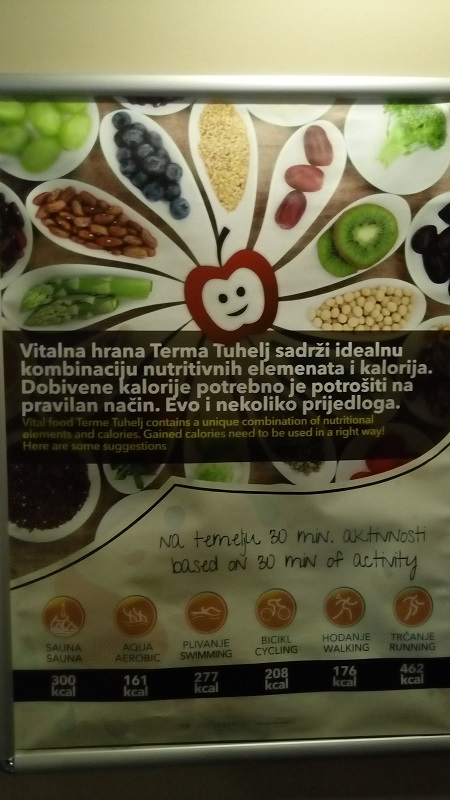 Vitalna hrana Terma Tuhelj sadrži idealnu
kombinaciju nutritivnih elemenata i kalorija.
Dobivene kalorije potrebno je potrošiti na
pravilan način. Evo i nekoliko prijedloga.
Vital food Terme Tuhelj contains a unique combination of nutritional
elements and calories. Gained calories need to be used in a right way!
Here are some suggestions
na temelju 30 min. aktivnosti
based on 30 min of activity
SAUNA
SAUNA
AQUA
AEROBIC
PLIVANJE
SWIMMING
BICIKL
CYCLING
HODANJE
WALKING
TRČANJE
RUNNING
300
kcal
161
kcal
277
kcal
208
kcal
176
kcal
462
kcal